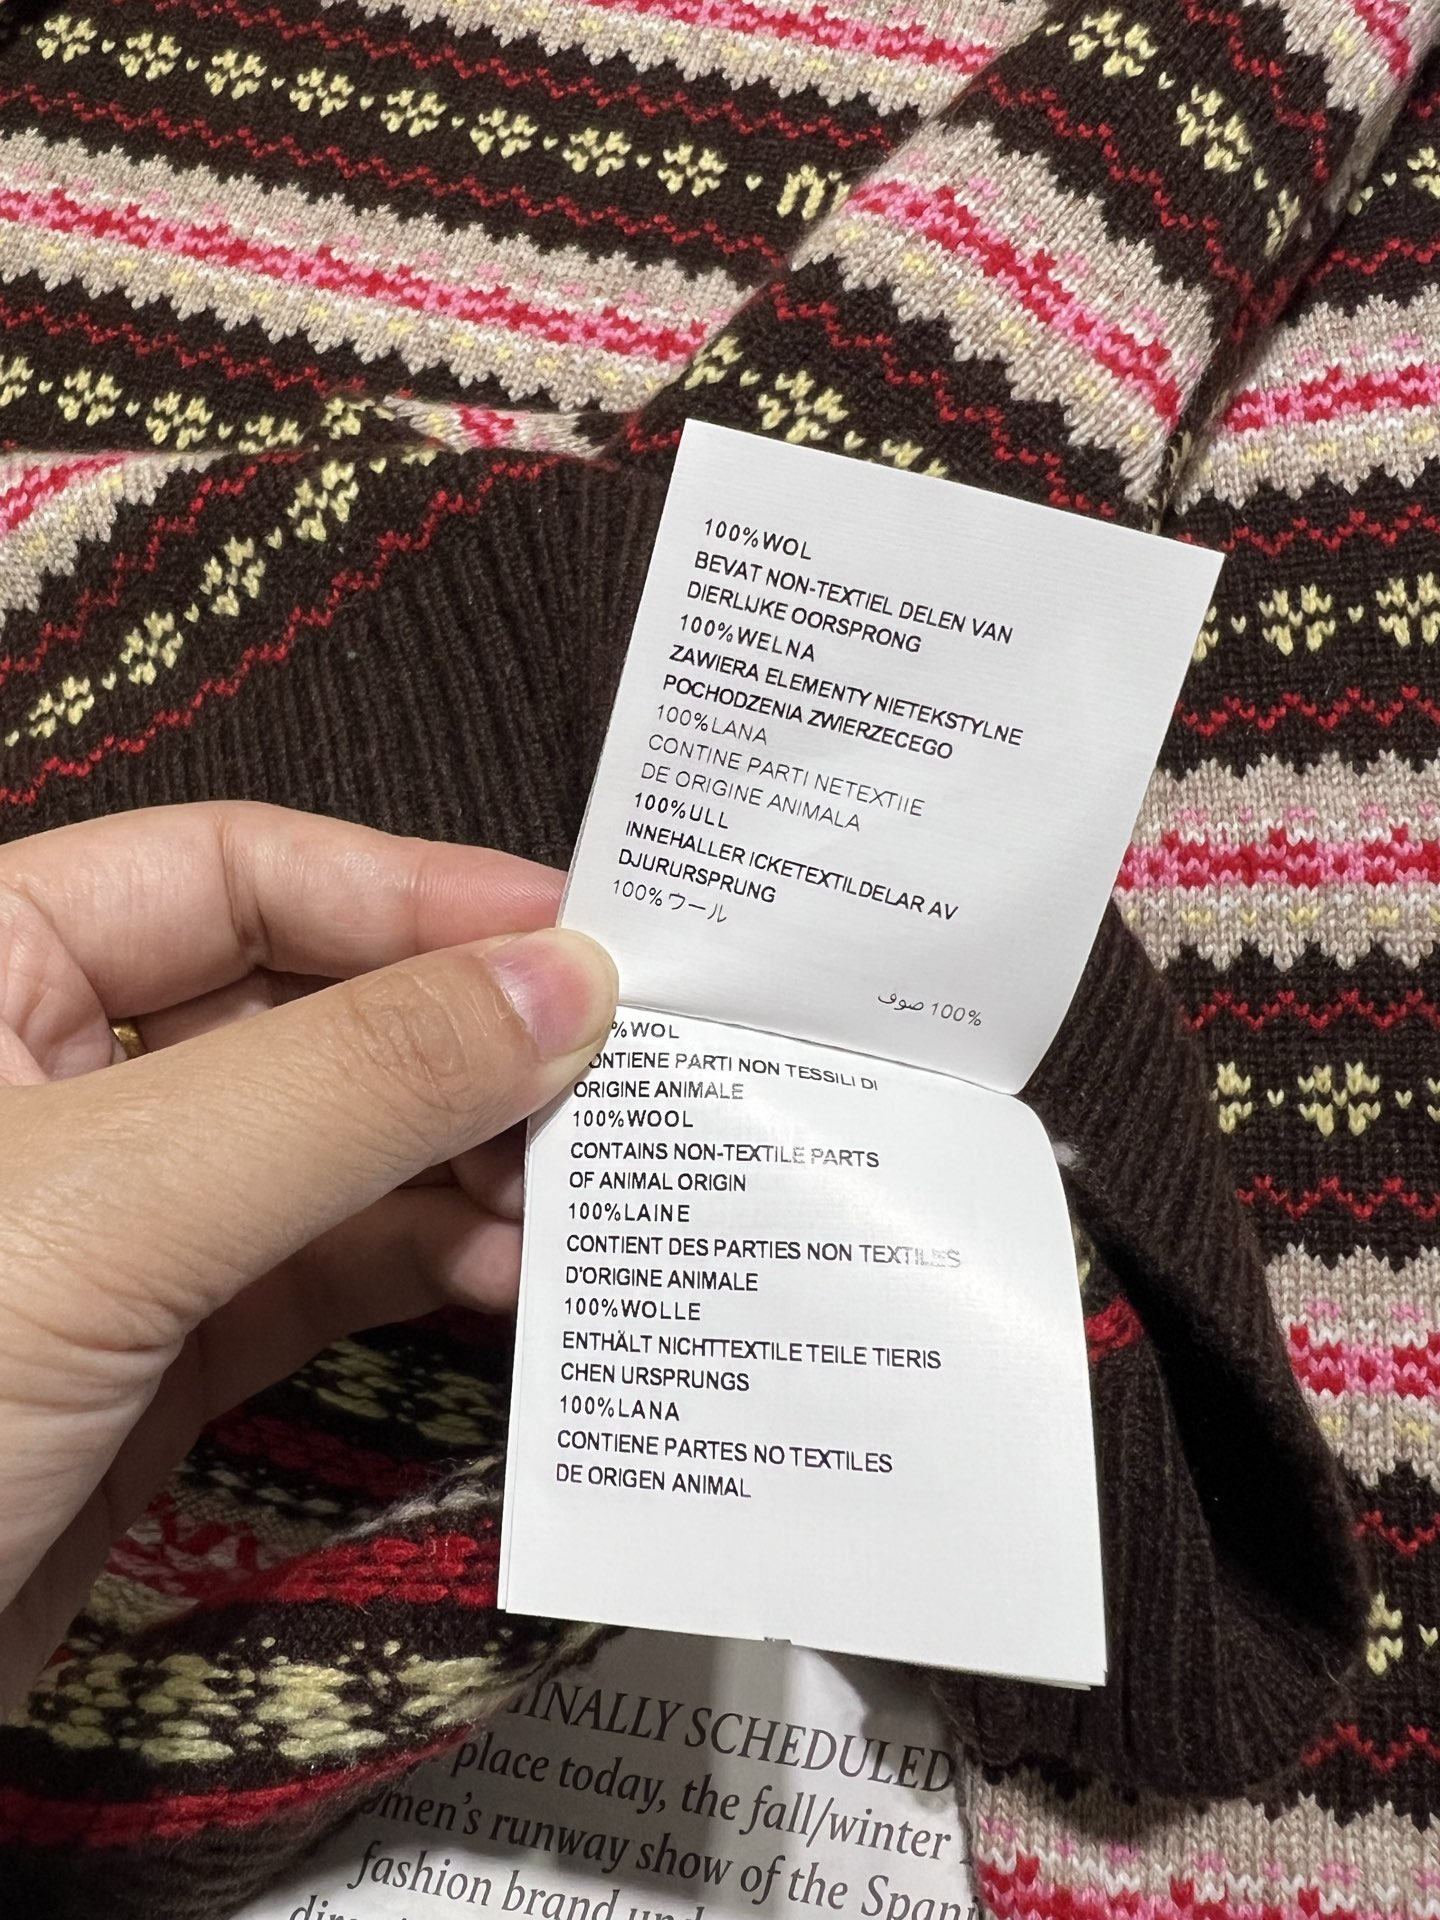 100%WOL
BEVAT NON-TEXTIEL DELEN VAN
DIERLIJKE OORSPRONG
100%WELNA
ZAWIERA ELEMENTY NIETEKSTYLNE
POCHODZENIA ZWIERZECEGO
100%LANA
CONTINE PARTI NETEXTIIE
DE ORIGINE ANIMALA
100%ULL
INNEHALLER ICKETEXTILDELAR AV
DJURURSPRUNG
100%ウール
100% صوف
%WOL
ONTIENE PARTI NON TESSILI DI
ORIGINE ANIMALE
100%WOOL
CONTAINS NON-TEXTILE PARTS
OF ANIMAL ORIGIN
100%LAINE
CONTIENT DES PARTIES NON TEXTILES
D'ORIGINE ANIMALE
100%WOLLE
ENTHÄLT NICHTTEXTILE TEILE TIERIS
CHEN URSPRUNGS
100%LANA
CONTIENE PARTES NO TEXTILES
DE ORIGEN ANIMAL
INALLY SCHEDULED
place today, the fall/winter
omen's runway show of the Spani
fashion brand